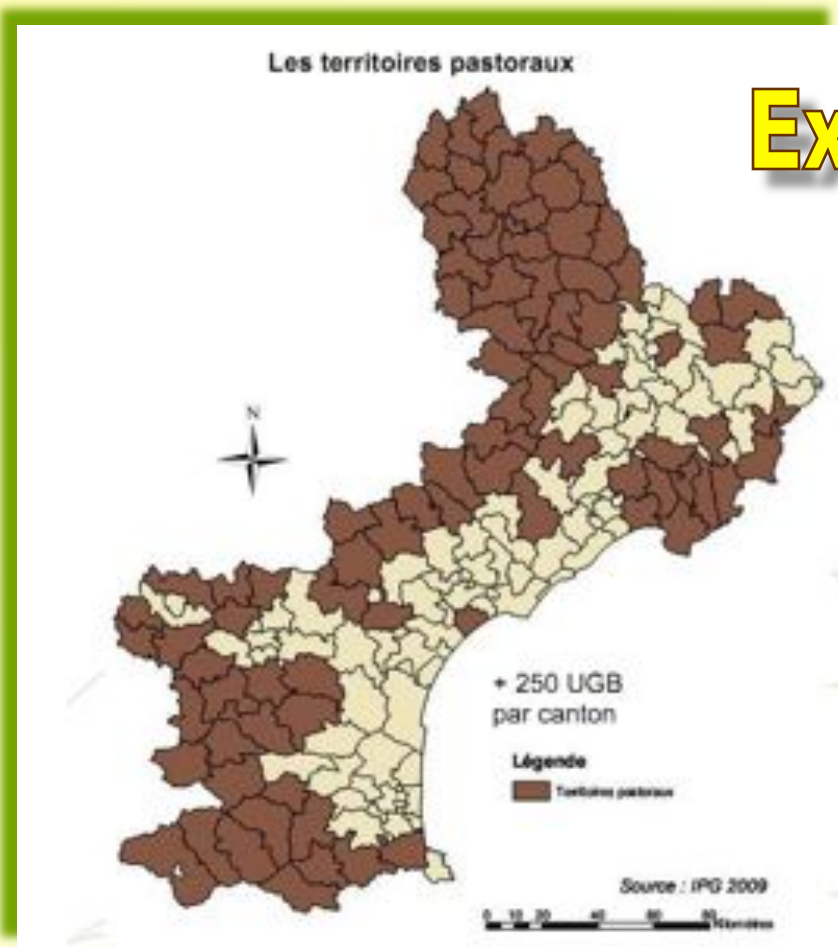 Les territoires pastoraux
Ex
N
+ 250 UGB
par canton
Légende
Territoires pastoraux
Source : IPG 2009
0 10 20 40 60 80
Kilomètres